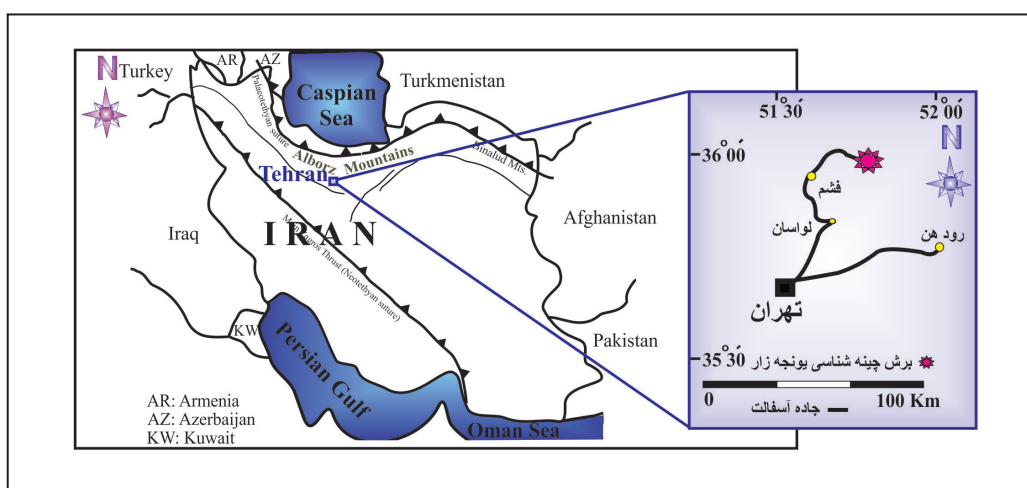 N
Turkey
AR
AZ
Caspian
Sea
Turkmenistan
Palaeotethyan suture
Alborz Mountains
Binalud Mts.
Tehran
IRAN
Iraq
Afghanistan
Main Zagros Thrust (Neotethyan suture)
KW
Persian Gulf
Pakistan
Oman Sea
AR: Armenia
AZ: Azerbaijan
KW: Kuwait
51°30′
52°00′
N
36°00′
فشم
لواسان
رود هن
تهران
35°30′
برش چینه شناسی یونجه زار
0
100 Km
جاده آسفالت